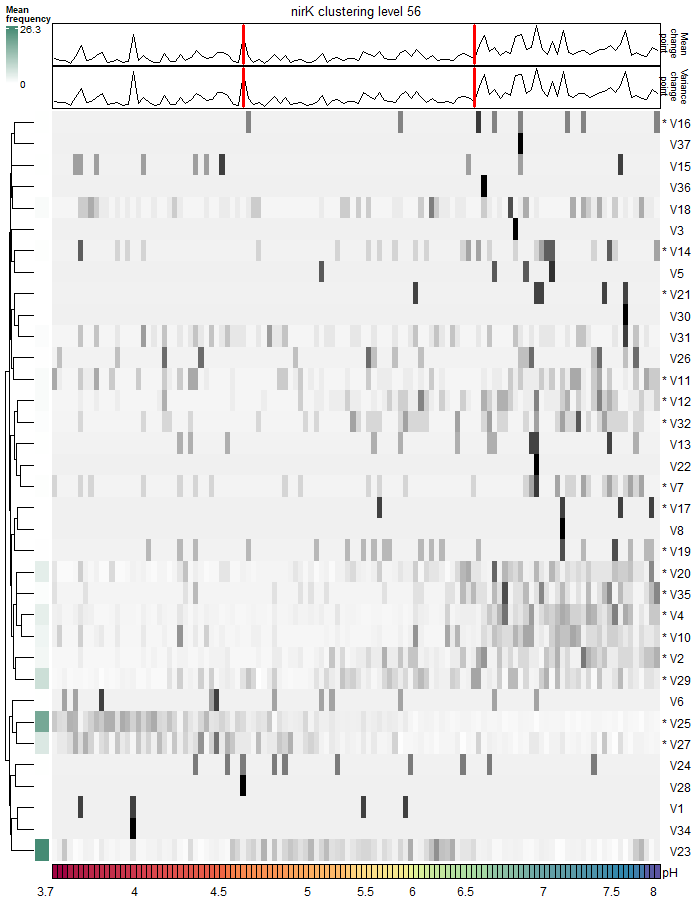 nirK clustering level 56
Mean
frequency
26.3
0
Mean
change
point
Variance
change
point
* V16
V37
V15
V36
V18
V3
* V14
V5
* V21
V30
V31
V26
* V11
* V12
* V32
V13
V22
* V7
* V17
V8
* V19
* V20
* V35
* V4
* V10
* V2
* V29
V6
* V25
* V27
V24
V28
V1
V34
V23
pH
3.7 4 4.5 5 5.5 6 6.5 7 7.5 8